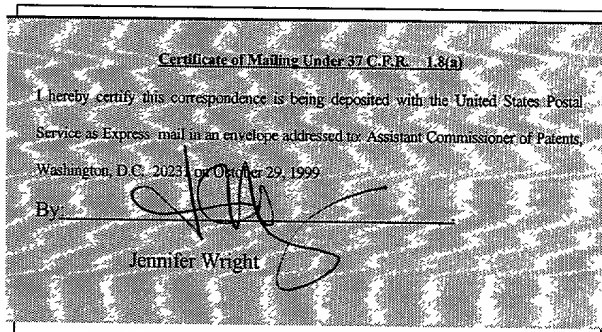 Certificate of Mailing Under 37 C.F.R. 1.8(a)
I hereby certify this correspondence is being deposited with the United States Postal
Service as Express mail in an envelope addressed to: Assistant Commissioner of Patents,
Washington, D.C. 20231 on October 29, 1999
By:
Jennifer Wright